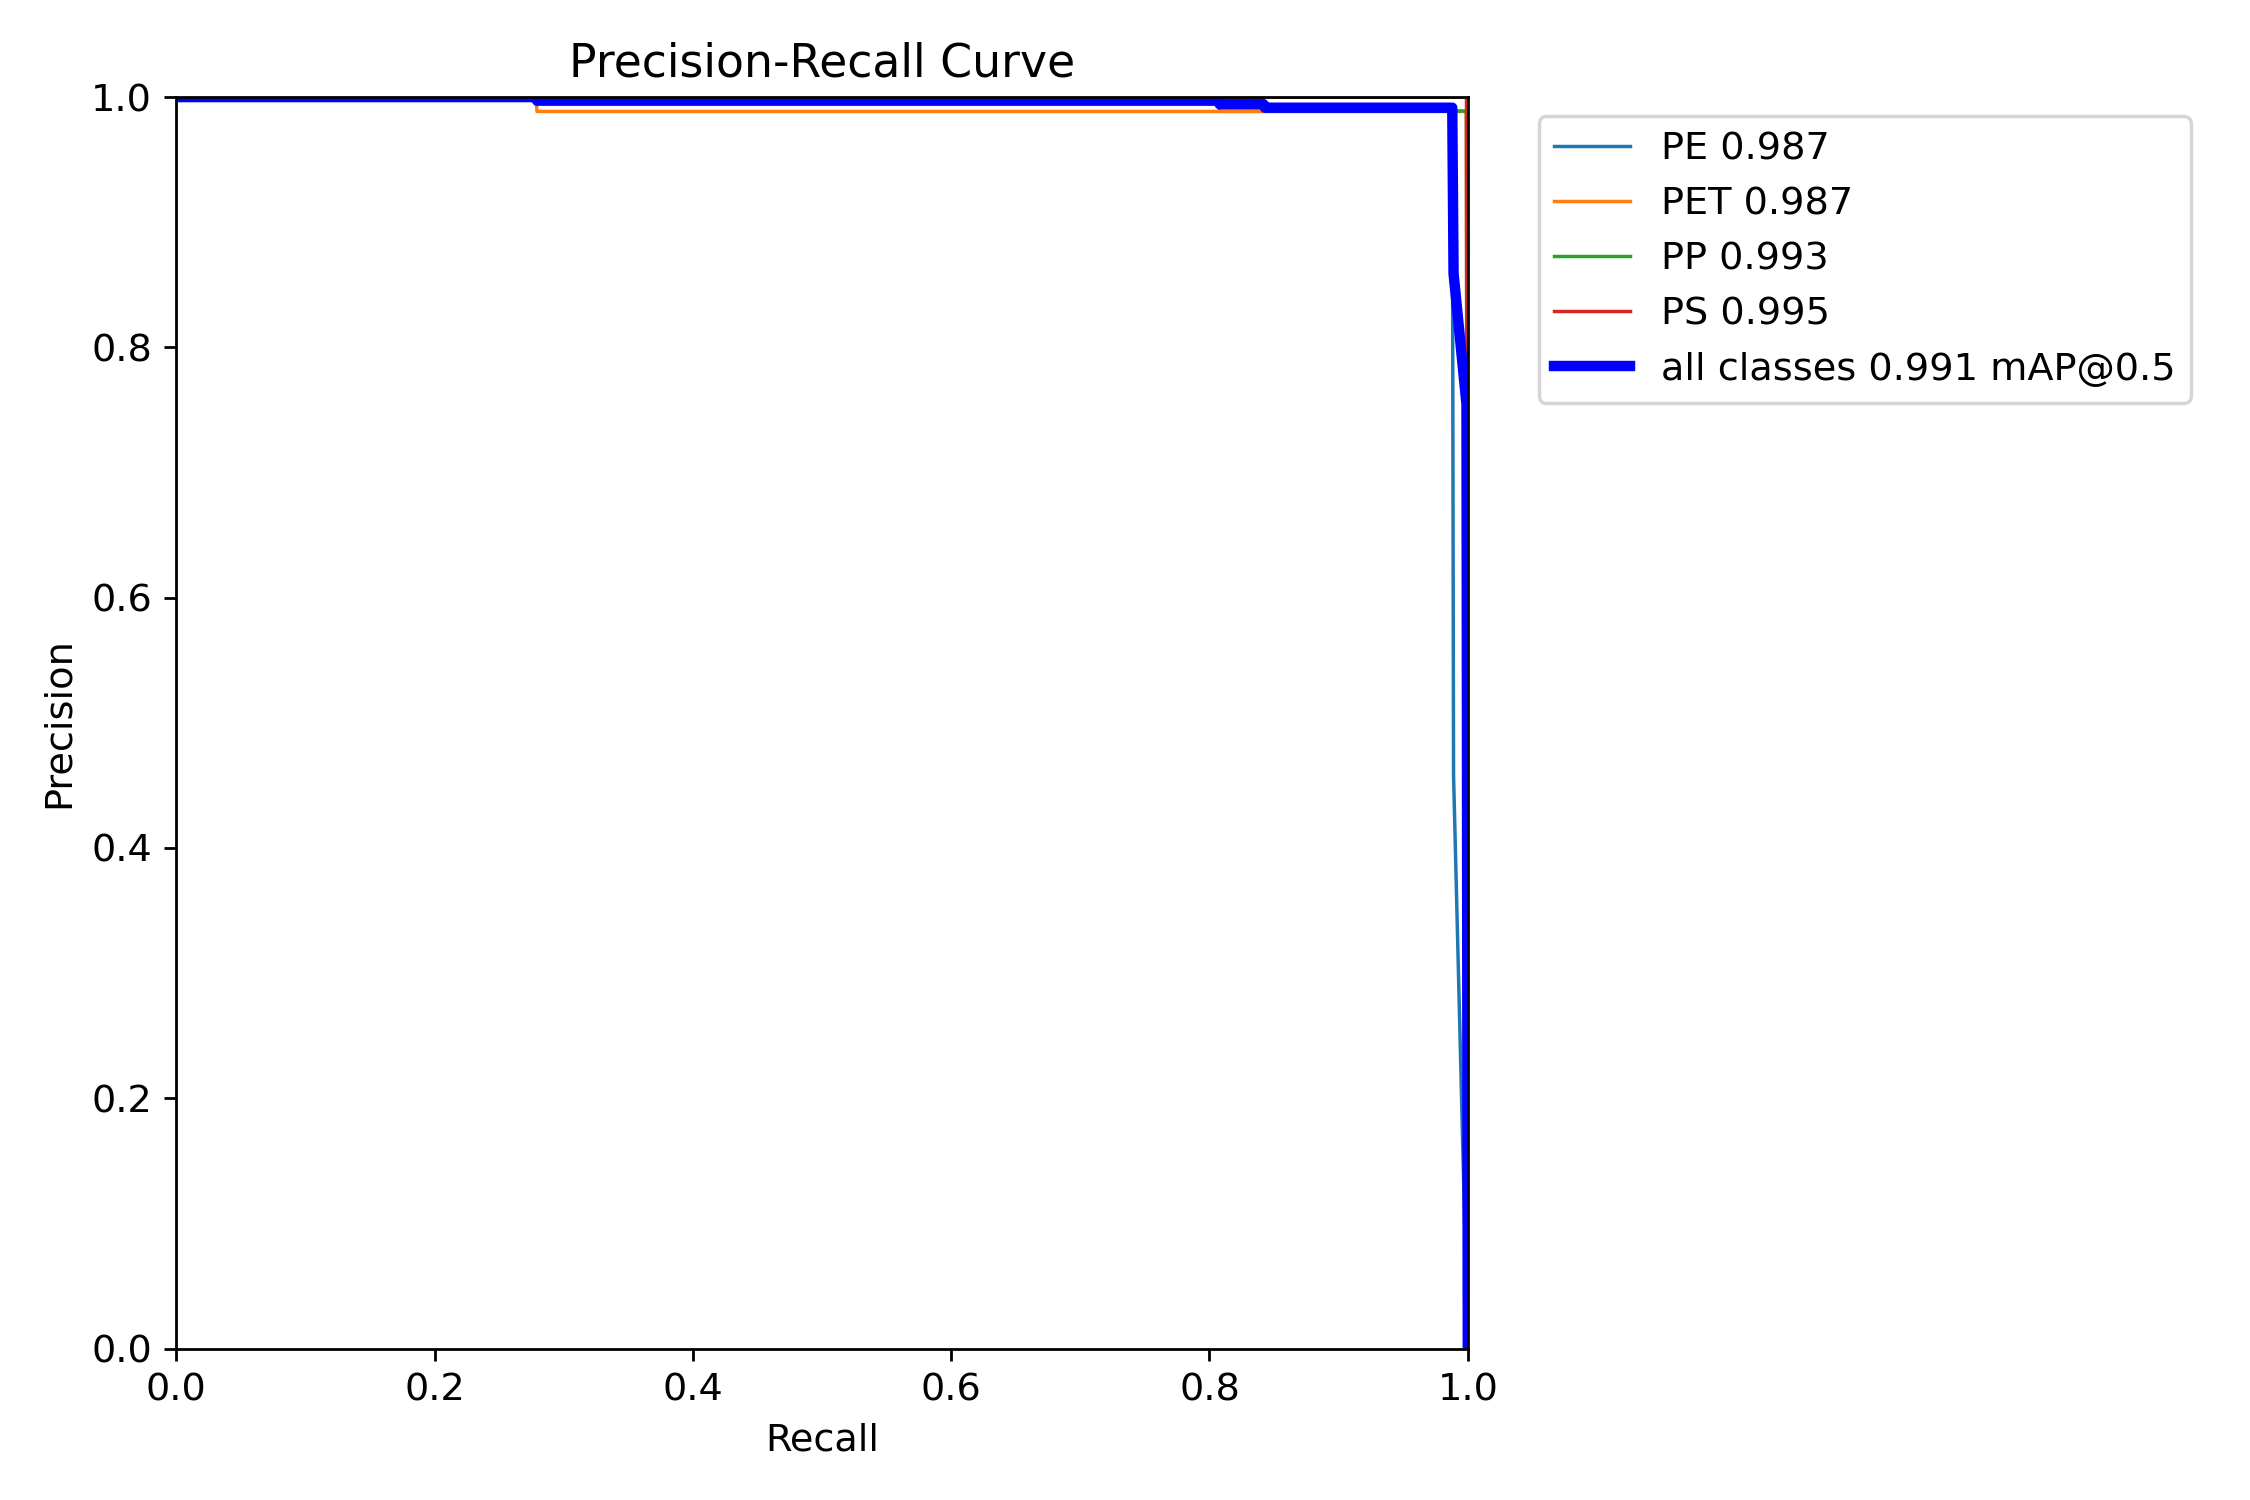 Precision-Recall Curve
1.0
0.8
0.6
0.4
0.2
0.0
Precision
0.0 0.2 0.4 0.6 0.8 1.0
Recall
PE 0.987
PET 0.987
PP 0.993
PS 0.995
all classes 0.991 mAP@0.5